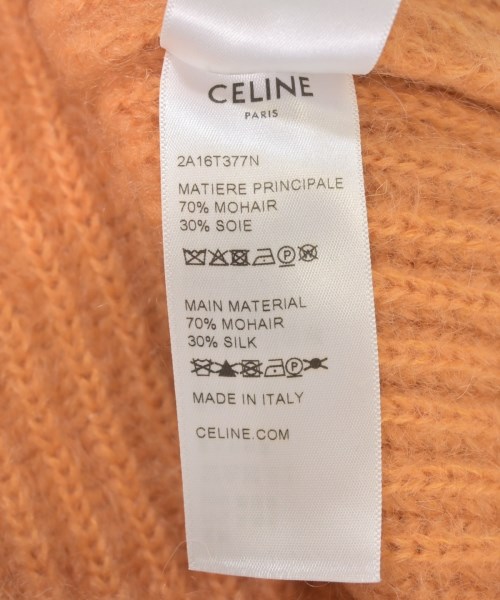 CELINE
PARIS
2A16T377N
MATIERE PRINCIPALE
70% MOHAIR
30% SOIE
P W
MAIN MATERIAL
70% MOHAIR
30% SILK
P
MADE IN ITALY
CELINE.COM